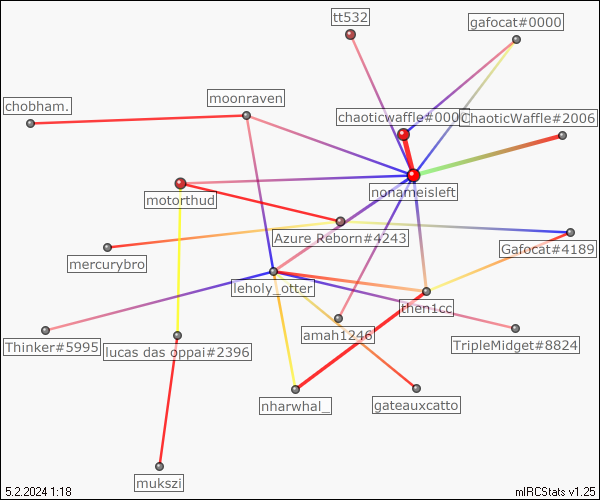 tt532
gafocat#0000
moonraven
chobham.
chaoticwaffle#000
ChaoticWaffle#2006
nonameisleft
motorthud
Azure Reborn#4243
Gafocat#4189
mercurybro
leholy_otter
then1cc
amah1246
Thinker#5995
lucas das oppai#2396
TripleMidget#8824
nharwhal_
gateauxcatto
mukszi
5.2.2024 1:18
mIRCStats v1.25